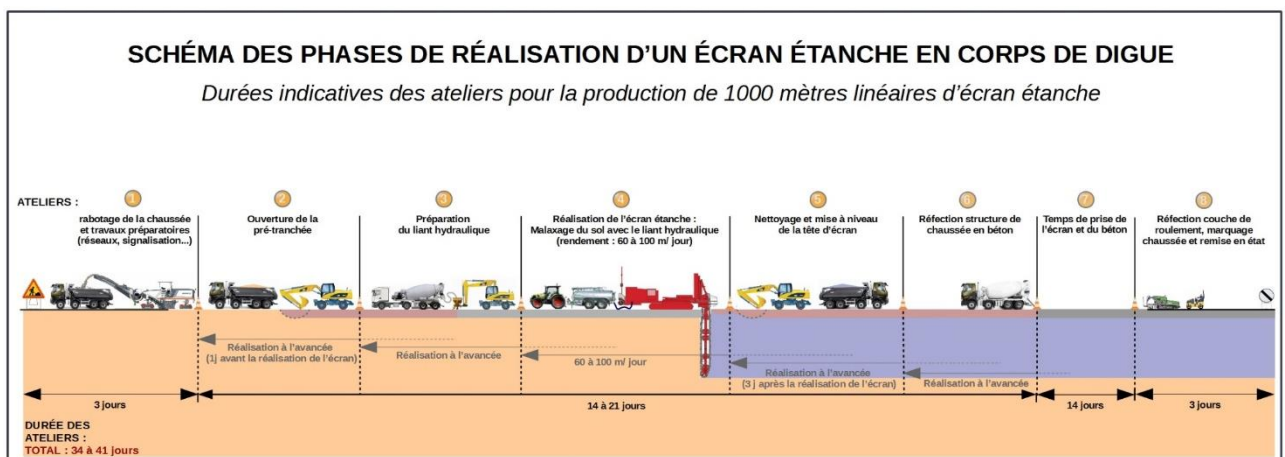 SCHÉMA DES PHASES DE RÉALISATION D'UN ÉCRAN ÉTANCHE EN CORPS DE DIGUE
Durées indicatives des ateliers pour la production de 1000 mètres linéaires d'écran étanche
ATELIERS :
1
rabotage de la chaussée
et travaux préparatoires
(réseaux, signalisation...)
2
Ouverture de la
pré-tranchée
3
Préparation
du liant hydraulique
4
Réalisation de l'écran étanche :
Malaxage du sol avec le liant hydraulique
(rendement : 60 à 100 m/ jour)
5
Nettoyage et mise à niveau
de la tête d'écran
6
Réfection structure de
chaussée en béton
7
Temps de prise de
l'écran et du béton
8
Réfection couche de
roulement, marquage
chaussée et remise en état
Réalisation à l'avancée
(1j avant la réalisation de l'écran)
Réalisation à l'avancée
60 à 100 m/ jour
Réalisation à l'avancée
(3 j après la réalisation de l'écran)
Réalisation à l'avancée
3 jours
14 à 21 jours
14 jours
3 jours
DURÉE DES
ATELIERS :
TOTAL : 34 à 41 jours